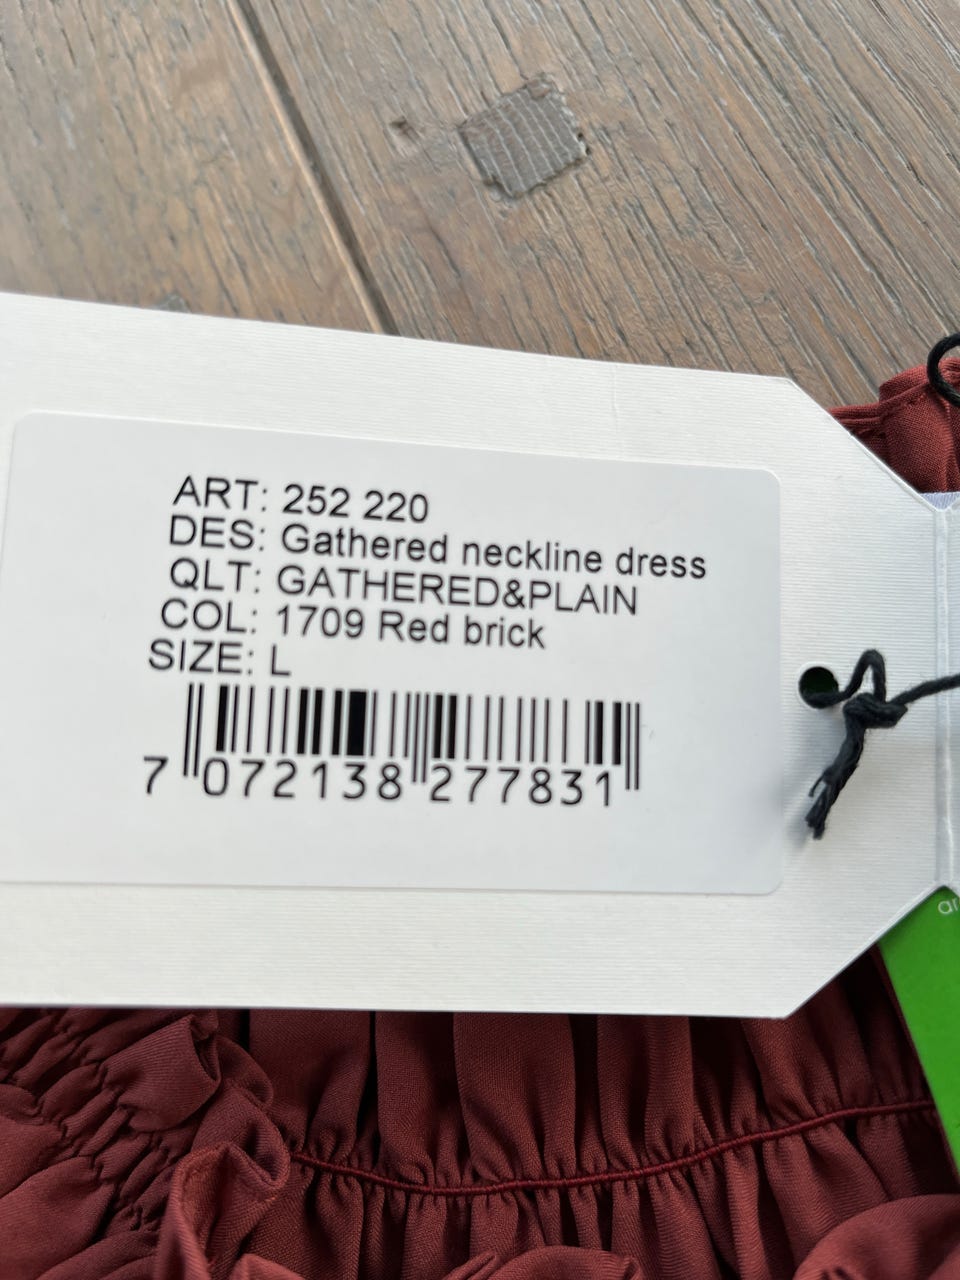 ART: 252 220
DES: Gathered neckline dress
QLT: GATHERED&PLAIN
COL: 1709 Red brick
SIZE: L
7 072138 277831